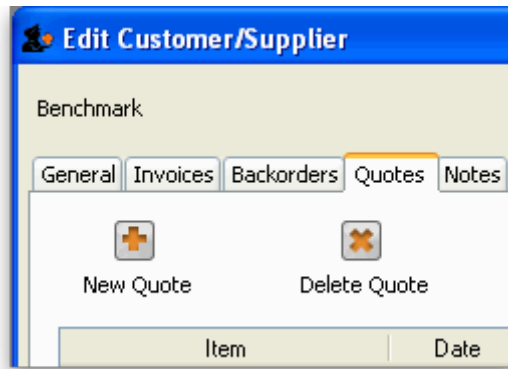 Edit Customer/Supplier
Benchmark
General Invoices Backorders Quotes Notes
New Quote Delete Quote
Item Date